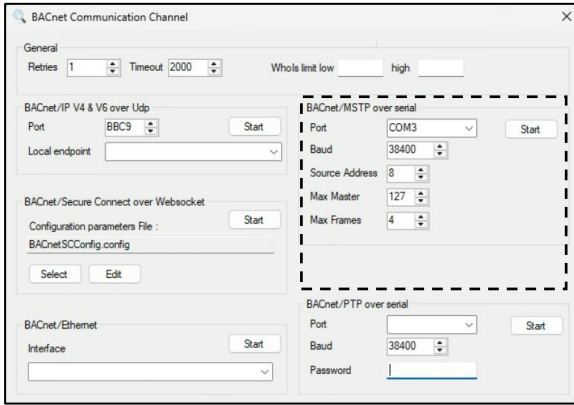 BACnet Communication Channel
General
Retries 1 Timeout 2000 WhoIs limit low high
BACnet/IP V4 & V6 over Udp
Port BBC9 Start
Local endpoint
BACnet/Secure Connect over Websocket
Configuration parameters File : Start
BACnetSCConfig.config
Select Edit
BACnet/Ethernet
Interface Start
BACnet/MSTP over serial
Port COM3 Start
Baud 38400
Source Address 8
Max Master 127
Max Frames 4
BACnet/PTP over serial
Port Start
Baud 38400
Password